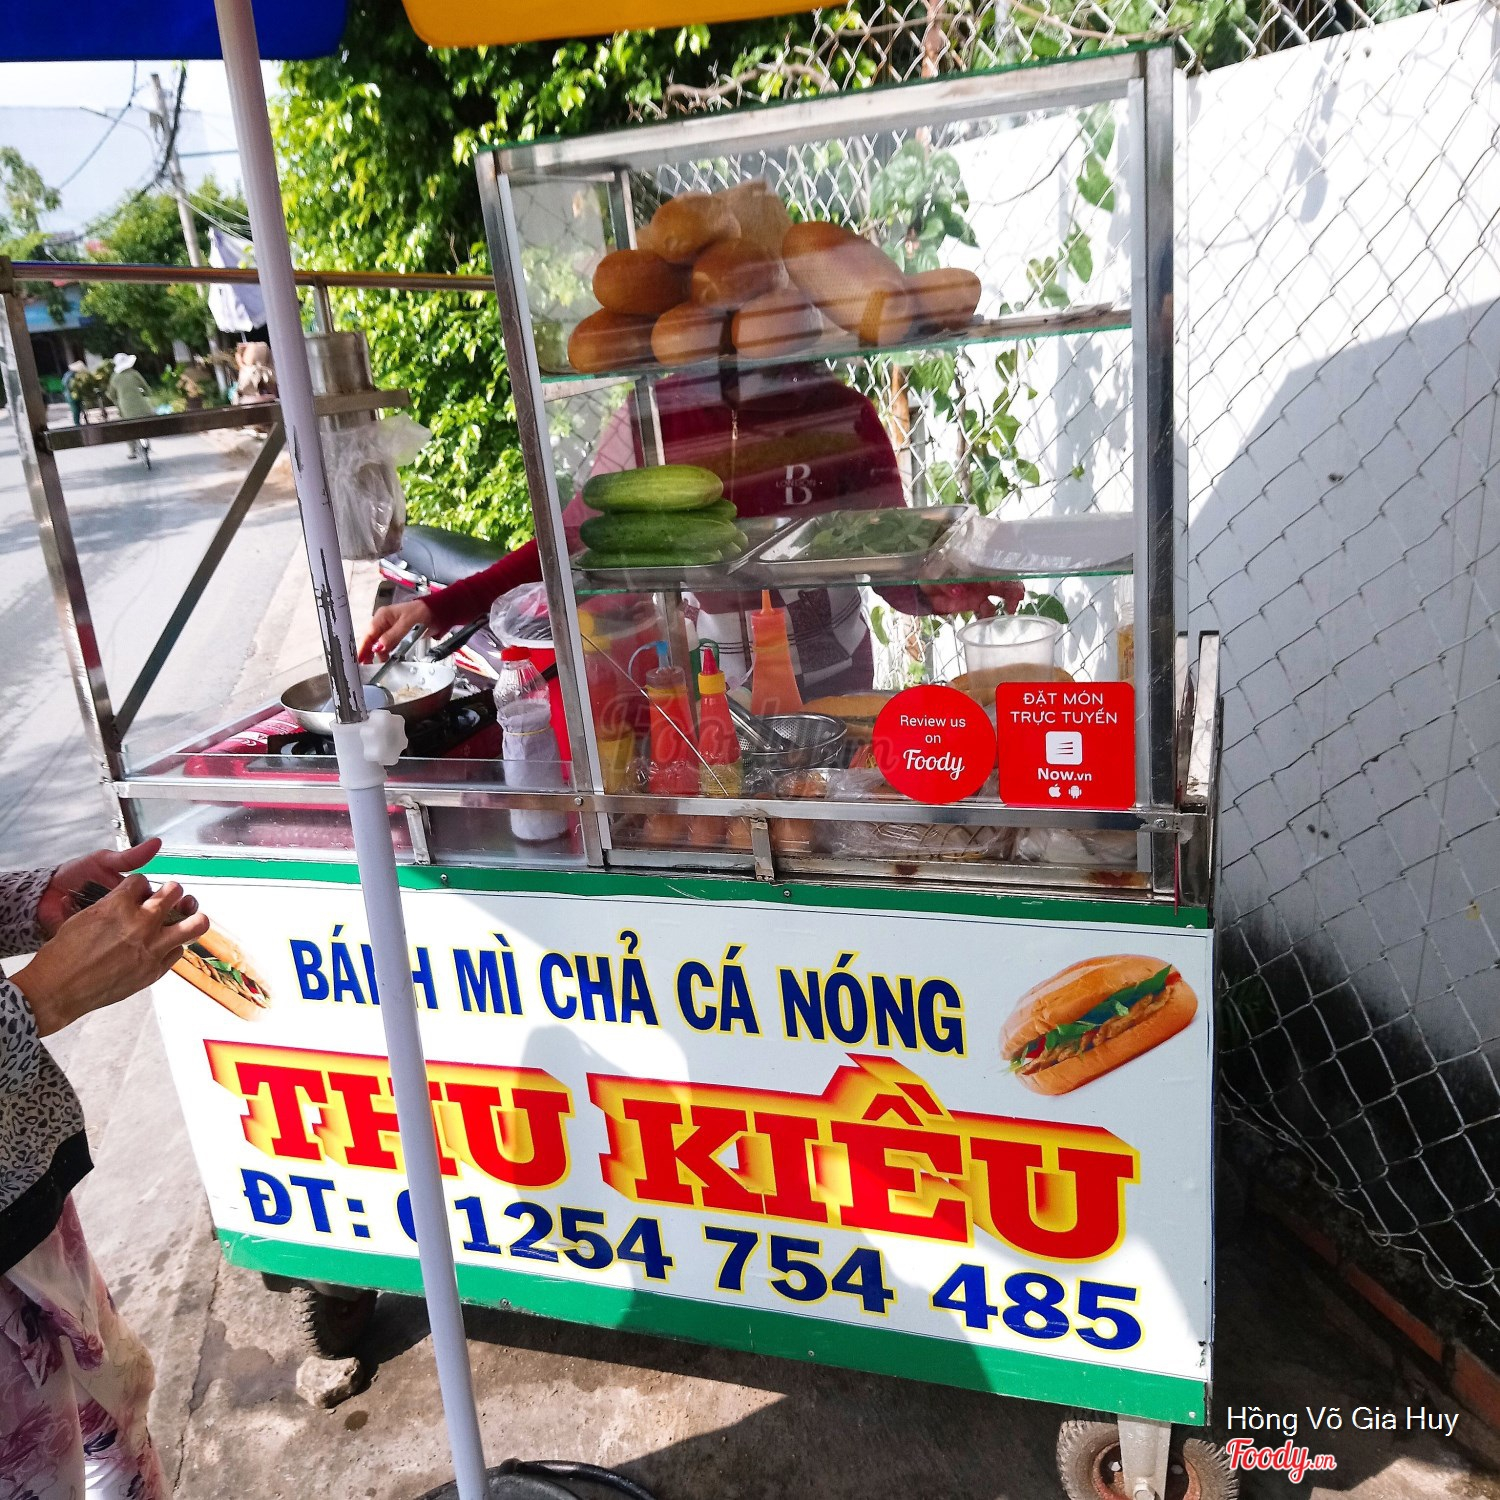 B
LONDON
Review us
on
Foody
ĐẶT MÓN
TRỰC TUYẾN
Now.vn
BÁNH MÌ CHẢ CÁ NÓNG
THU KIỀU
ĐT: 01254 754 485
Hồng Võ Gia Huy
Foody.vn